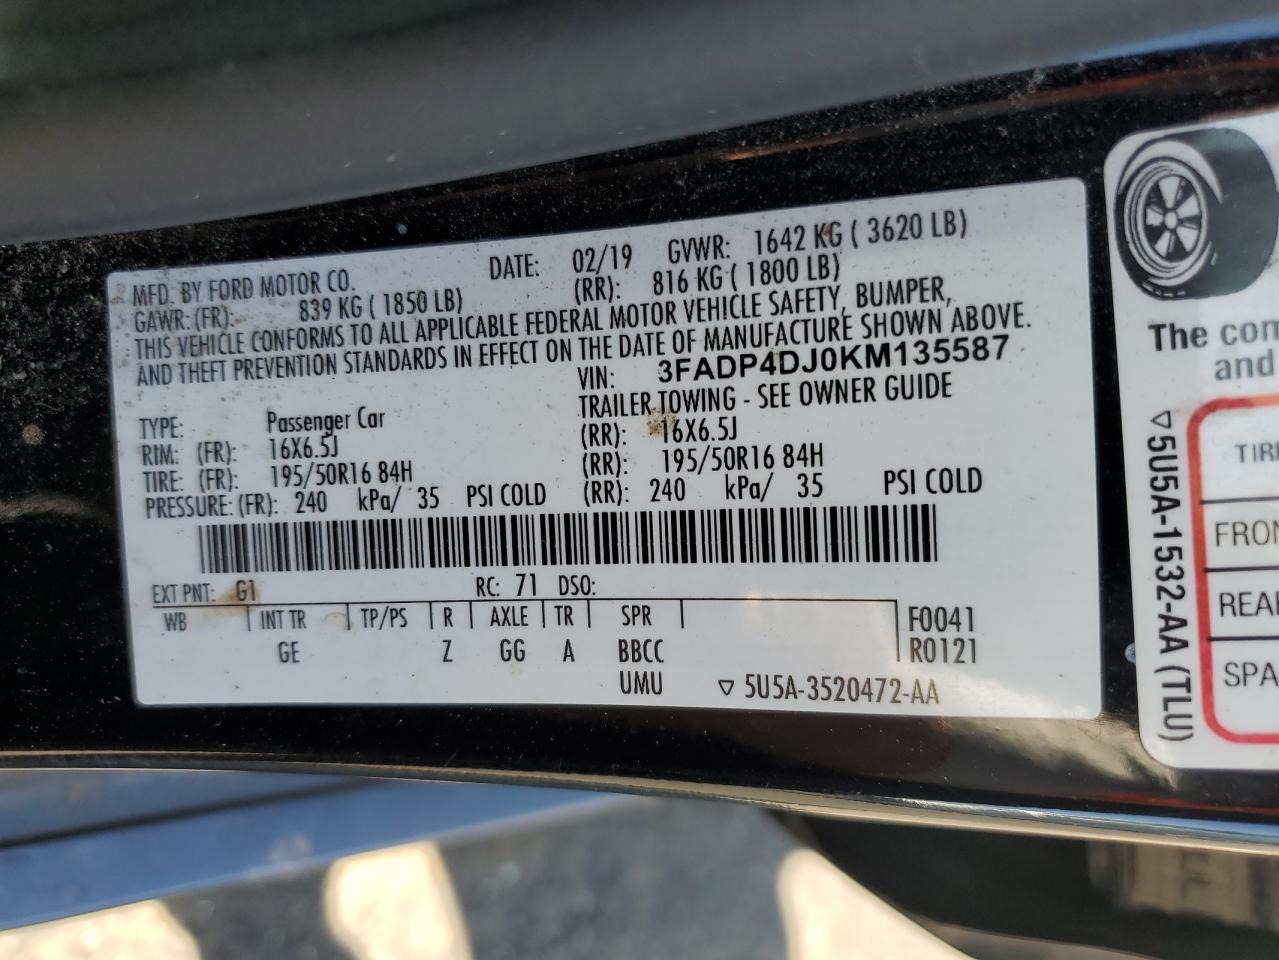 MFD. BY FORD MOTOR CO. DATE: 02/19 GVWR: 1642 KG ( 3620 LB)
GAWR: (FR): 839 KG ( 1850 LB) (RR): 816 KG ( 1800 LB)
THIS VEHICLE CONFORMS TO ALL APPLICABLE FEDERAL MOTOR VEHICLE SAFETY, BUMPER,
AND THEFT PREVENTION STANDARDS IN EFFECT ON THE DATE OF MANUFACTURE SHOWN ABOVE.
VIN: 3FADP4DJ0KM135587
TYPE: Passenger Car TRAILER TOWING - SEE OWNER GUIDE
RIM: (FR): 16X6.5J (RR): 16X6.5J
TIRE: (FR): 195/50R16 84H (RR): 195/50R16 84H
PRESSURE: (FR): 240 kPa/ 35 PSI COLD (RR): 240 kPa/ 35 PSI COLD
EXT PNT: G1 RC: 71 DSO:
WB INT TR TP/PS R AXLE TR SPR F0041
GE Z GG A BBCC R0121
UMU ▽ 5U5A-3520472-AA
The con
and
▽ 5U5A-1532-AA (TLU)
TIR
FRON
REA
SPA